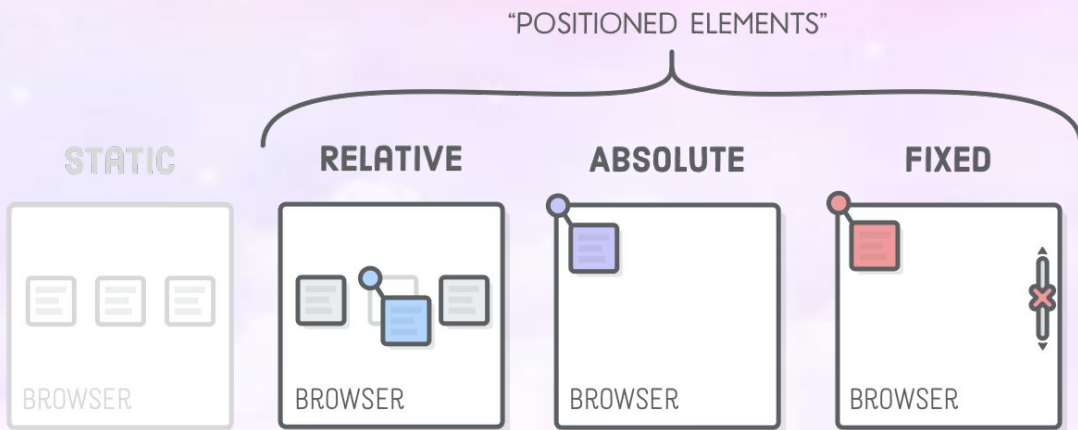 “POSITIONED ELEMENTS”
STATIC
RELATIVE
ABSOLUTE
FIXED
BROWSER
BROWSER
BROWSER
BROWSER